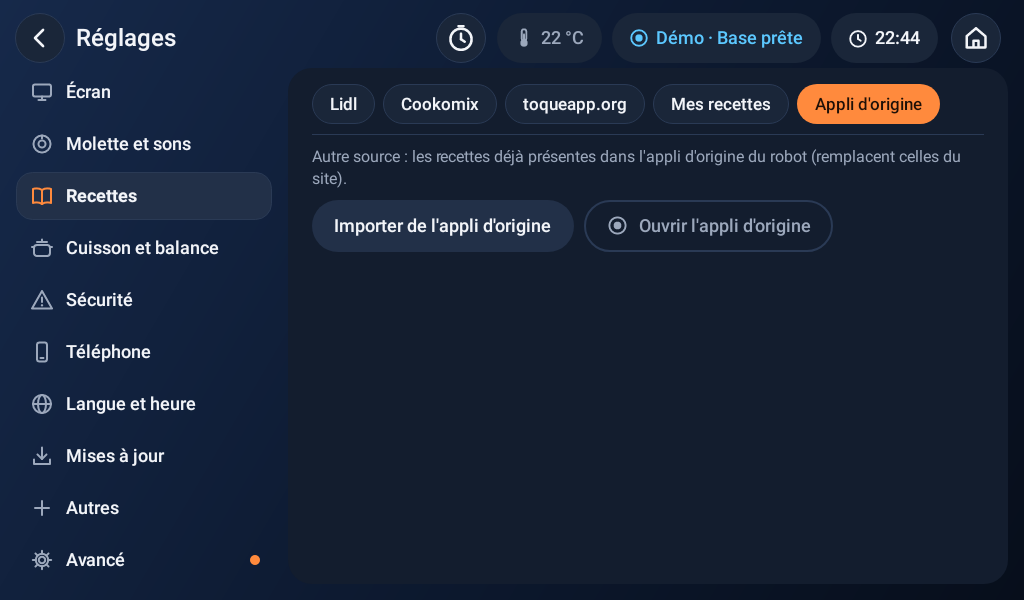 Réglages
22 °C
Démo · Base prête
22:44
Écran
Molette et sons
Recettes
Cuisson et balance
Sécurité
Téléphone
Langue et heure
Mises à jour
Autres
Avancé
Lidl
Cookomix
toqueapp.org
Mes recettes
Appli d'origine
Autre source : les recettes déjà présentes dans l'appli d'origine du robot (remplacent celles du
site).
Importer de l'appli d'origine
Ouvrir l'appli d'origine